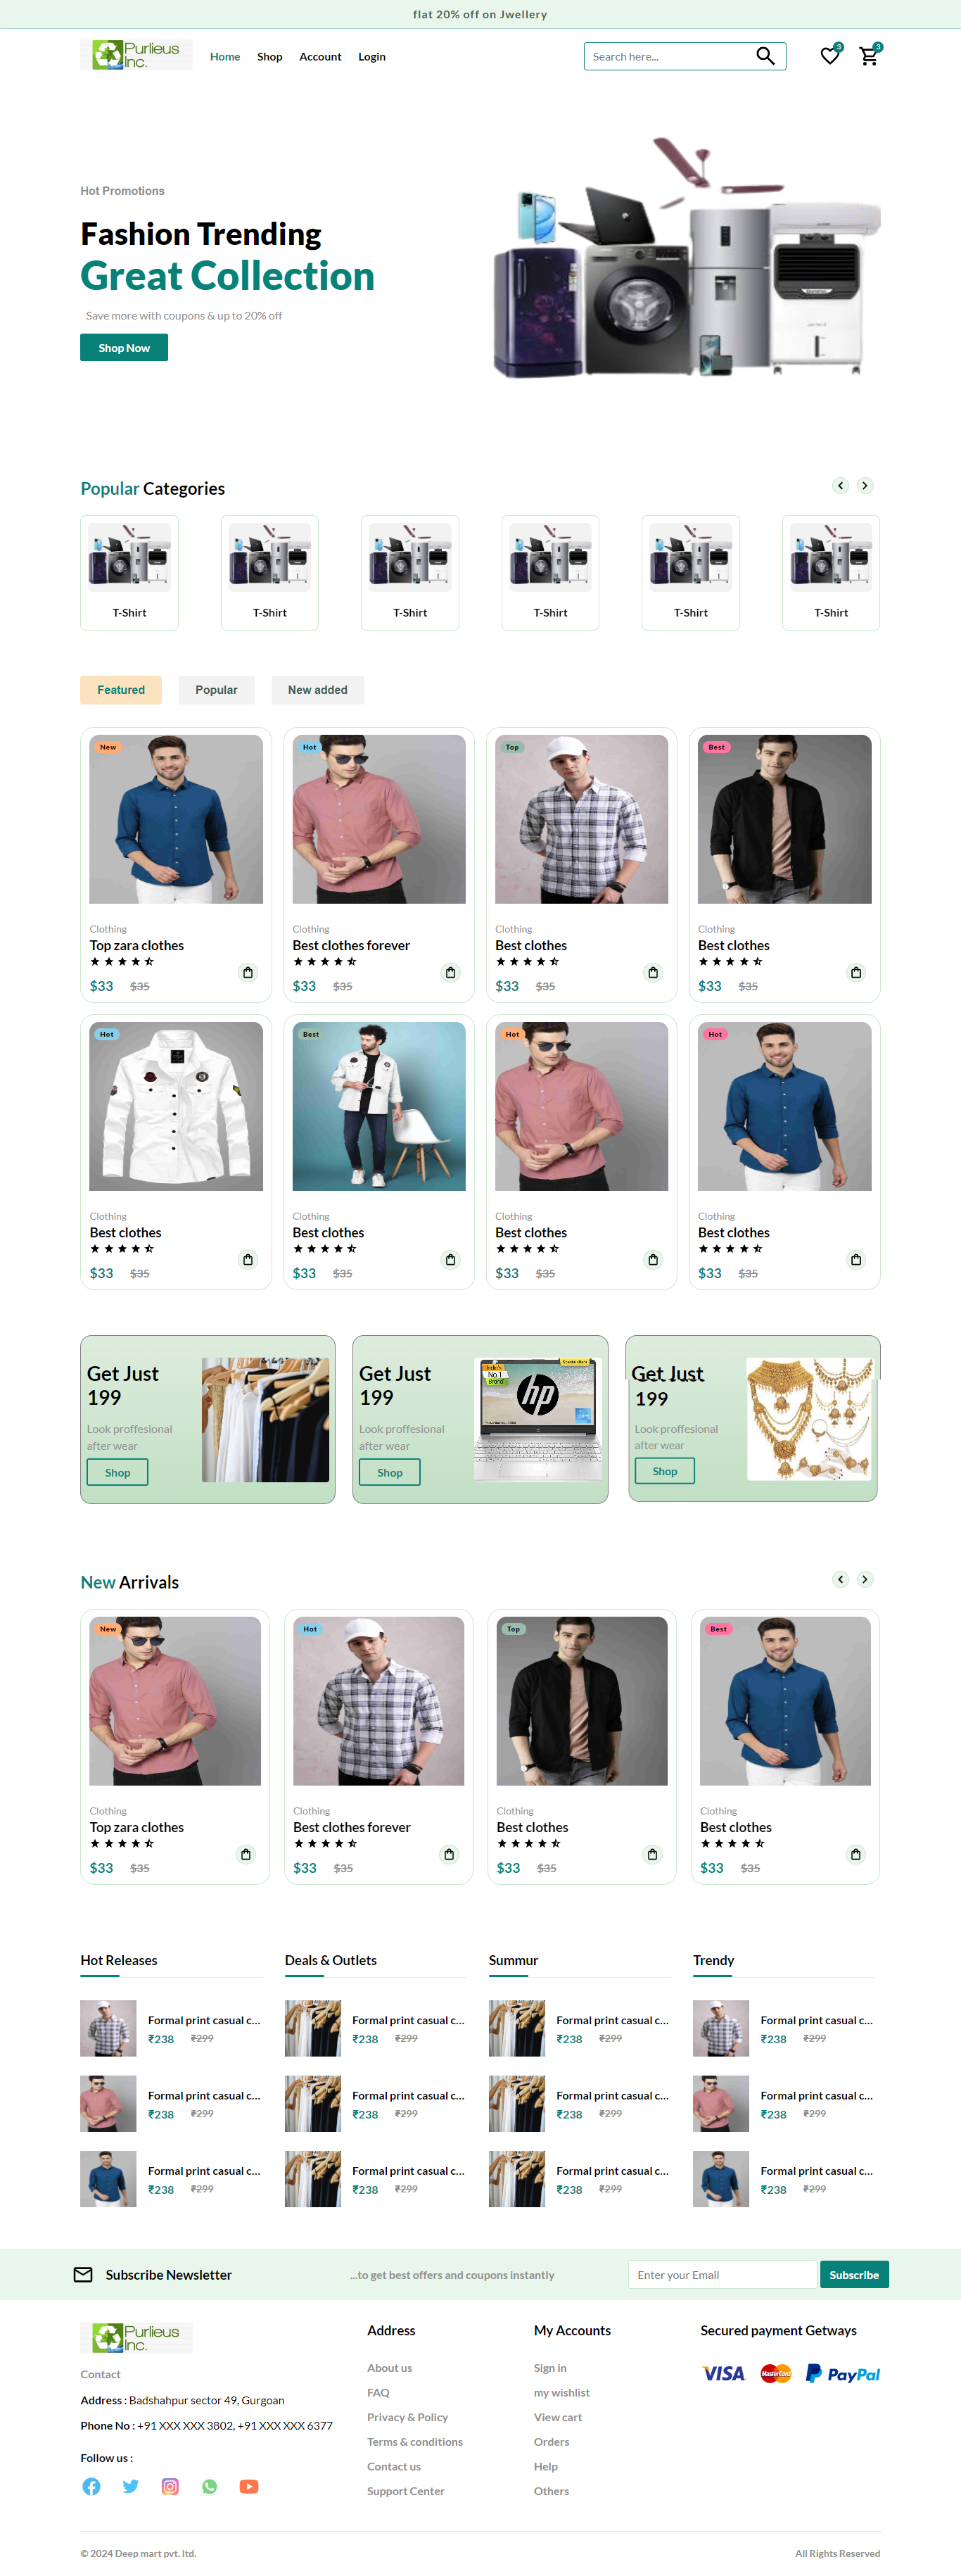 flat 20% off on Jwellery
Purlieus
Inc.
Home Shop Account Login
Search here...
3
3
Hot Promotions
Fashion Trending
Great Collection
Save more with coupons & up to 20% off
Shop Now
Popular Categories
T-Shirt T-Shirt T-Shirt T-Shirt T-Shirt T-Shirt
Featured Popular New added
New Hot Top Best
Clothing Clothing Clothing Clothing
Top zara clothes Best clothes forever Best clothes Best clothes
$33 $35 $33 $35 $33 $35 $33 $35
Hot Best Hot Hot
Clothing Clothing Clothing Clothing
Best clothes Best clothes Best clothes Best clothes
$33 $35 $33 $35 $33 $35 $33 $35
Get Just
199
Look proffesional
after wear
Shop
Get Just
199
Look proffesional
after wear
Shop
India's
No.1
Brand
hp
Get Just
199
Look proffesional
after wear
Shop
New Arrivals
New Hot Top Best
Clothing Clothing Clothing Clothing
Top zara clothes Best clothes forever Best clothes Best clothes
$33 $35 $33 $35 $33 $35 $33 $35
Hot Releases Deals & Outlets Summur Trendy
Formal print casual c... Formal print casual c... Formal print casual c... Formal print casual c...
₹238 ₹299 ₹238 ₹299 ₹238 ₹299 ₹238 ₹299
Formal print casual c... Formal print casual c... Formal print casual c... Formal print casual c...
₹238 ₹299 ₹238 ₹299 ₹238 ₹299 ₹238 ₹299
Formal print casual c... Formal print casual c... Formal print casual c... Formal print casual c...
₹238 ₹299 ₹238 ₹299 ₹238 ₹299 ₹238 ₹299
Subscribe Newsletter
...to get best offers and coupons instantly
Enter your Email
Subscribe
Purlieus
Inc.
Contact
Address : Badshahpur sector 49, Gurgoan
Phone No : +91 XXX XXX 3802, +91 XXX XXX 6377
Follow us :
Address
About us
FAQ
Privacy & Policy
Terms & conditions
Contact us
Support Center
My Accounts
Sign in
my wishlist
View cart
Orders
Help
Others
Secured payment Getways
VISA MasterCard PayPal
© 2024 Deep mart pvt. ltd.
All Rights Reserved